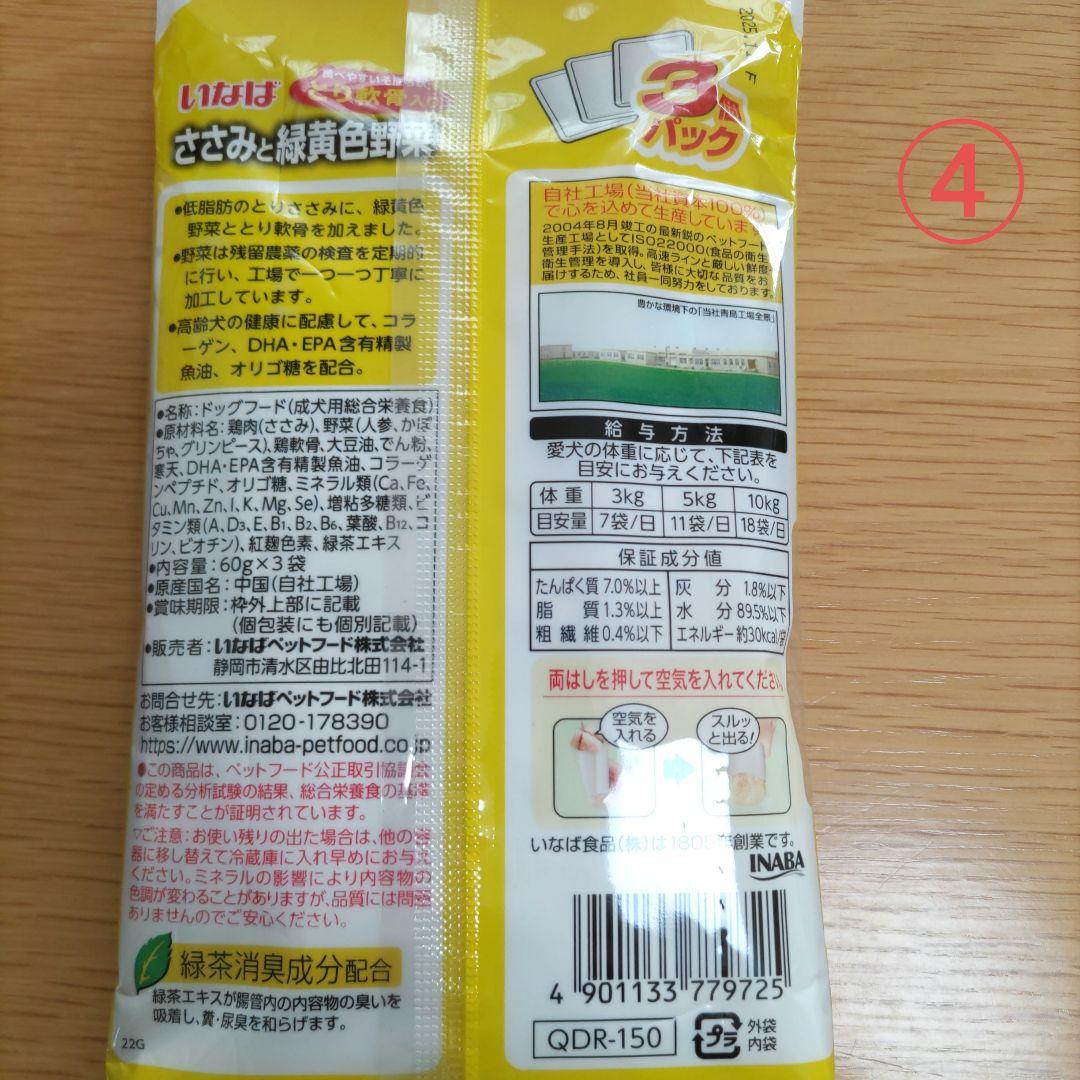 いなば
とり軟骨入り
ささみと緑黄色野菜
●低脂肪のとりささみに、緑黄色
野菜ととり軟骨を加えました。
●野菜は残留農薬の検査を定期的
に行い、工場で一つ一つ丁寧に
加工しています。
●高齢犬の健康に配慮して、コラ
ーゲン、DHA・EPA含有精製
魚油、オリゴ糖を配合。
●名称:ドッグフード(成犬用総合栄養食)
●原材料名:鶏肉(ささみ)、野菜(人参、かぼ
ちゃ、グリンピース)、鶏軟骨、大豆油、でん粉、
寒天、DHA・EPA含有精製魚油、コラーゲ
ンペプチド、オリゴ糖、ミネラル類(Ca、Fe、
Cu、Mn、Zn、I、K、Mg、Se)、増粘多糖類、ビ
タミン類(A、D3、E、B1、B2、B6、葉酸、B12、コ
リン、ビオチン)、紅麹色素、緑茶エキス
●内容量:60g×3袋
●原産国名:中国(自社工場)
●賞味期限:枠外上部に記載
(個包装にも個別記載)
●販売者:いなばペットフード株式会社
静岡市清水区由比北田114-1
お問合せ先:いなばペットフード株式会社
お客様相談室:0120-178390
https://www.inaba-petfood.co.jp
●この商品は、ペットフード公正取引協議会
の定める分析試験の結果、総合栄養食の基準
を満たすことが証明されています。
▽ご注意:お使い残りの出た場合は、他の容
器に移し替えて冷蔵庫に入れ早めにお与え
ください。ミネラルの影響により内容物の
色調が変わることがありますが、品質には問題
ありませんのでご安心ください。
緑茶消臭成分配合
緑茶エキスが腸管内の内容物の臭いを
吸着し、糞・尿臭を和らげます。
22G
3個
パック
自社工場(当社資本100%)
で心を込めて生産しています
2004年8月竣工の最新鋭のペットフード
生産工場としてISO22000(食品の衛生
管理手法)を取得。高速ラインと厳しい鮮度・
衛生管理を導入し、皆様に大切な品質をお
届けするため、社員一同努力をしております。
豊かな環境下の「当社青島工場全景」
給与方法
愛犬の体重に応じて、下記表を
目安にお与えください。
体重 3kg 5kg 10kg
目安量 7袋/日 11袋/日 18袋/日
保証成分値
たんぱく質 7.0%以上 灰分 1.8%以下
脂質 1.3%以上 水分 89.5%以下
粗繊維 0.4%以下 エネルギー 約30kcal/袋
両はしを押して空気を入れてください。
空気を
入れる
スルッ
と出る!
いなば食品(株)は1805年創業です。
INABA
4 901133 779725
QDR-150
プラ
外袋
内袋
④